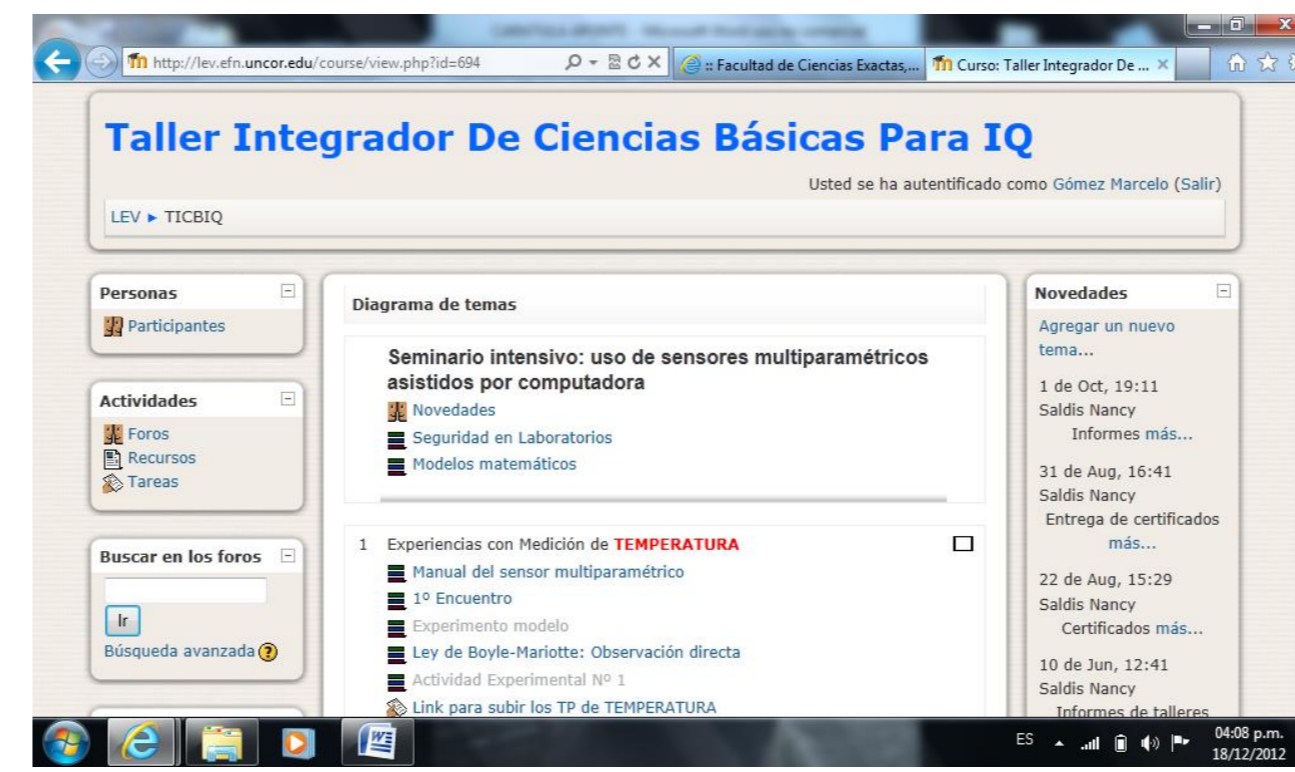 http://lev.efn.uncor.edu/course/view.php?id=694
:: Facultad de Ciencias Exactas,...
Curso: Taller Integrador De ...
Taller Integrador De Ciencias Básicas Para IQ
Usted se ha autentificado como Gómez Marcelo (Salir)
LEV ► TICBIQ
Personas
Participantes
Actividades
Foros
Recursos
Tareas
Buscar en los foros
Ir
Búsqueda avanzada
Diagrama de temas
Seminario intensivo: uso de sensores multiparamétricos
asistidos por computadora
Novedades
Seguridad en Laboratorios
Modelos matemáticos
1 Experiencias con Medición de TEMPERATURA
Manual del sensor multiparamétrico
1º Encuentro
Experimento modelo
Ley de Boyle-Mariotte: Observación directa
Actividad Experimental Nº 1
Link para subir los TP de TEMPERATURA
Novedades
Agregar un nuevo
tema...
1 de Oct, 19:11
Saldis Nancy
Informes más...
31 de Aug, 16:41
Saldis Nancy
Entrega de certificados
más...
22 de Aug, 15:29
Saldis Nancy
Certificados más...
10 de Jun, 12:41
Saldis Nancy
Informes de talleres
ES
04:08 p.m.
18/12/2012